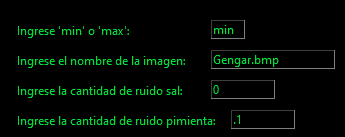 Ingrese 'min' o 'max': min
Ingrese el nombre de la imagen: Gengar.bmp
Ingrese la cantidad de ruido sal: 0
Ingrese la cantidad de ruido pimienta: .1